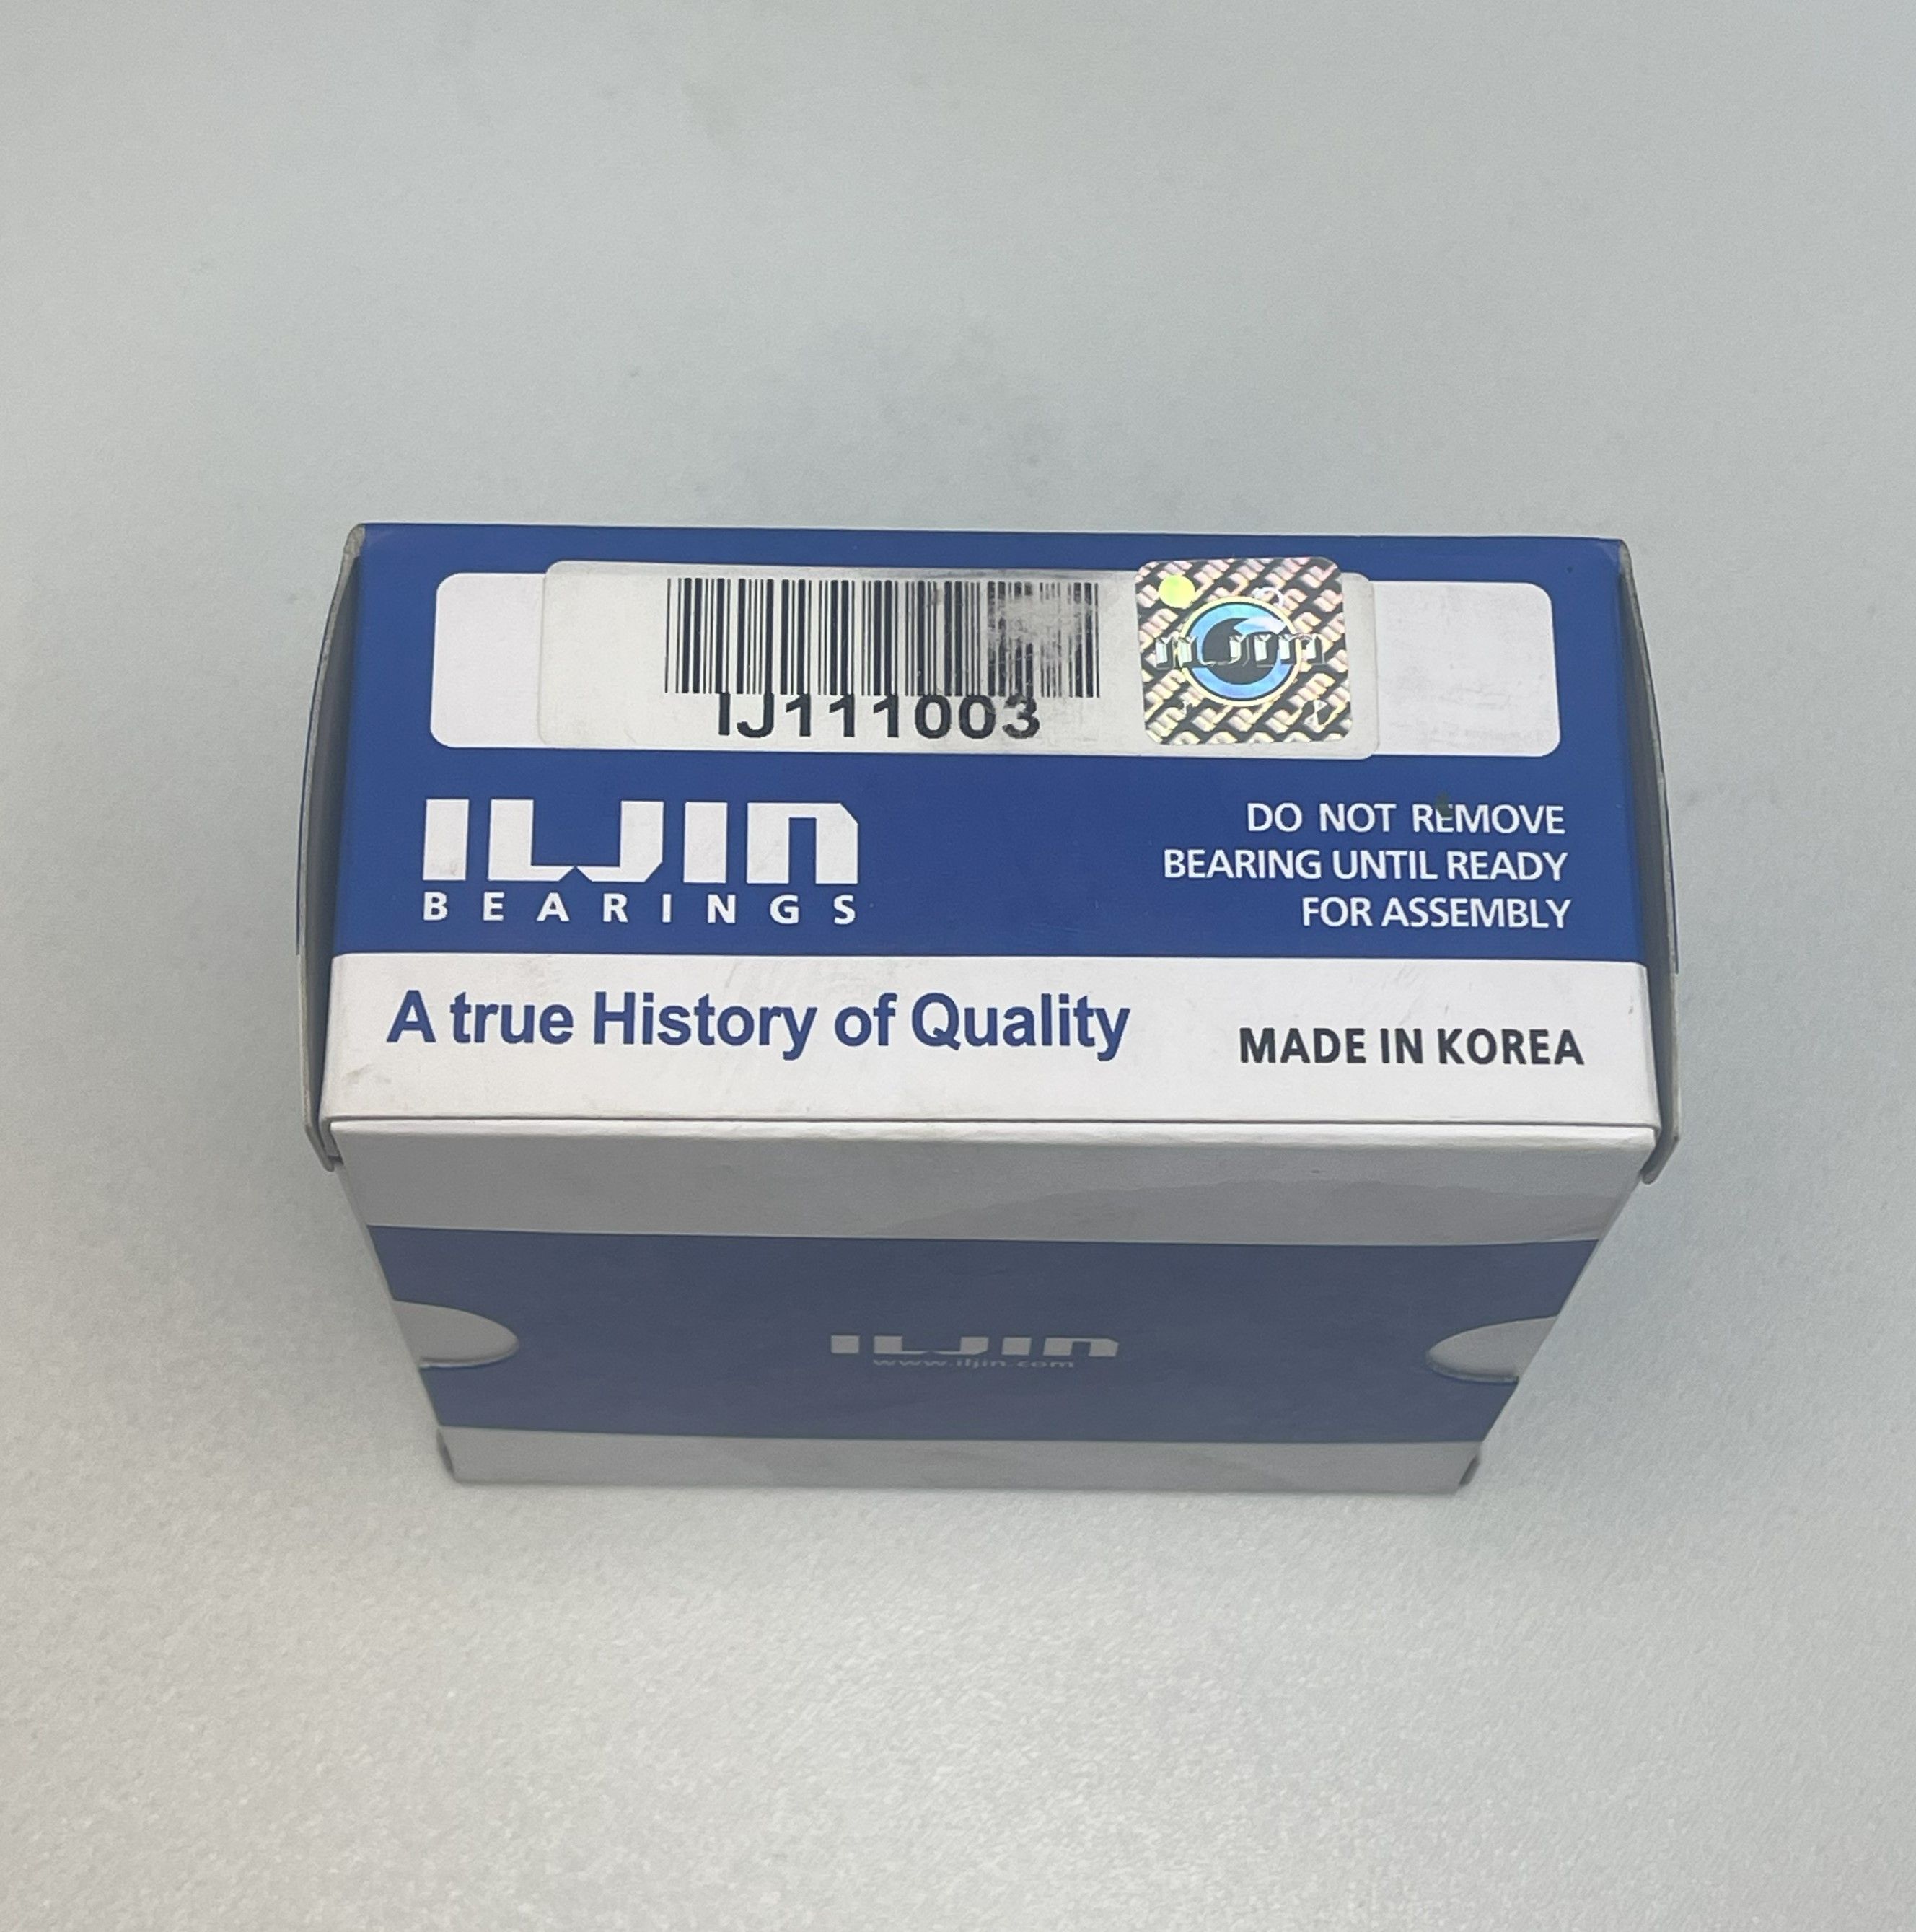 IJ111003
ILJIN
ILJIN
BEARINGS
DO NOT REMOVE
BEARING UNTIL READY
FOR ASSEMBLY
A true History of Quality
MADE IN KOREA
ILJIN
www.iljin.com